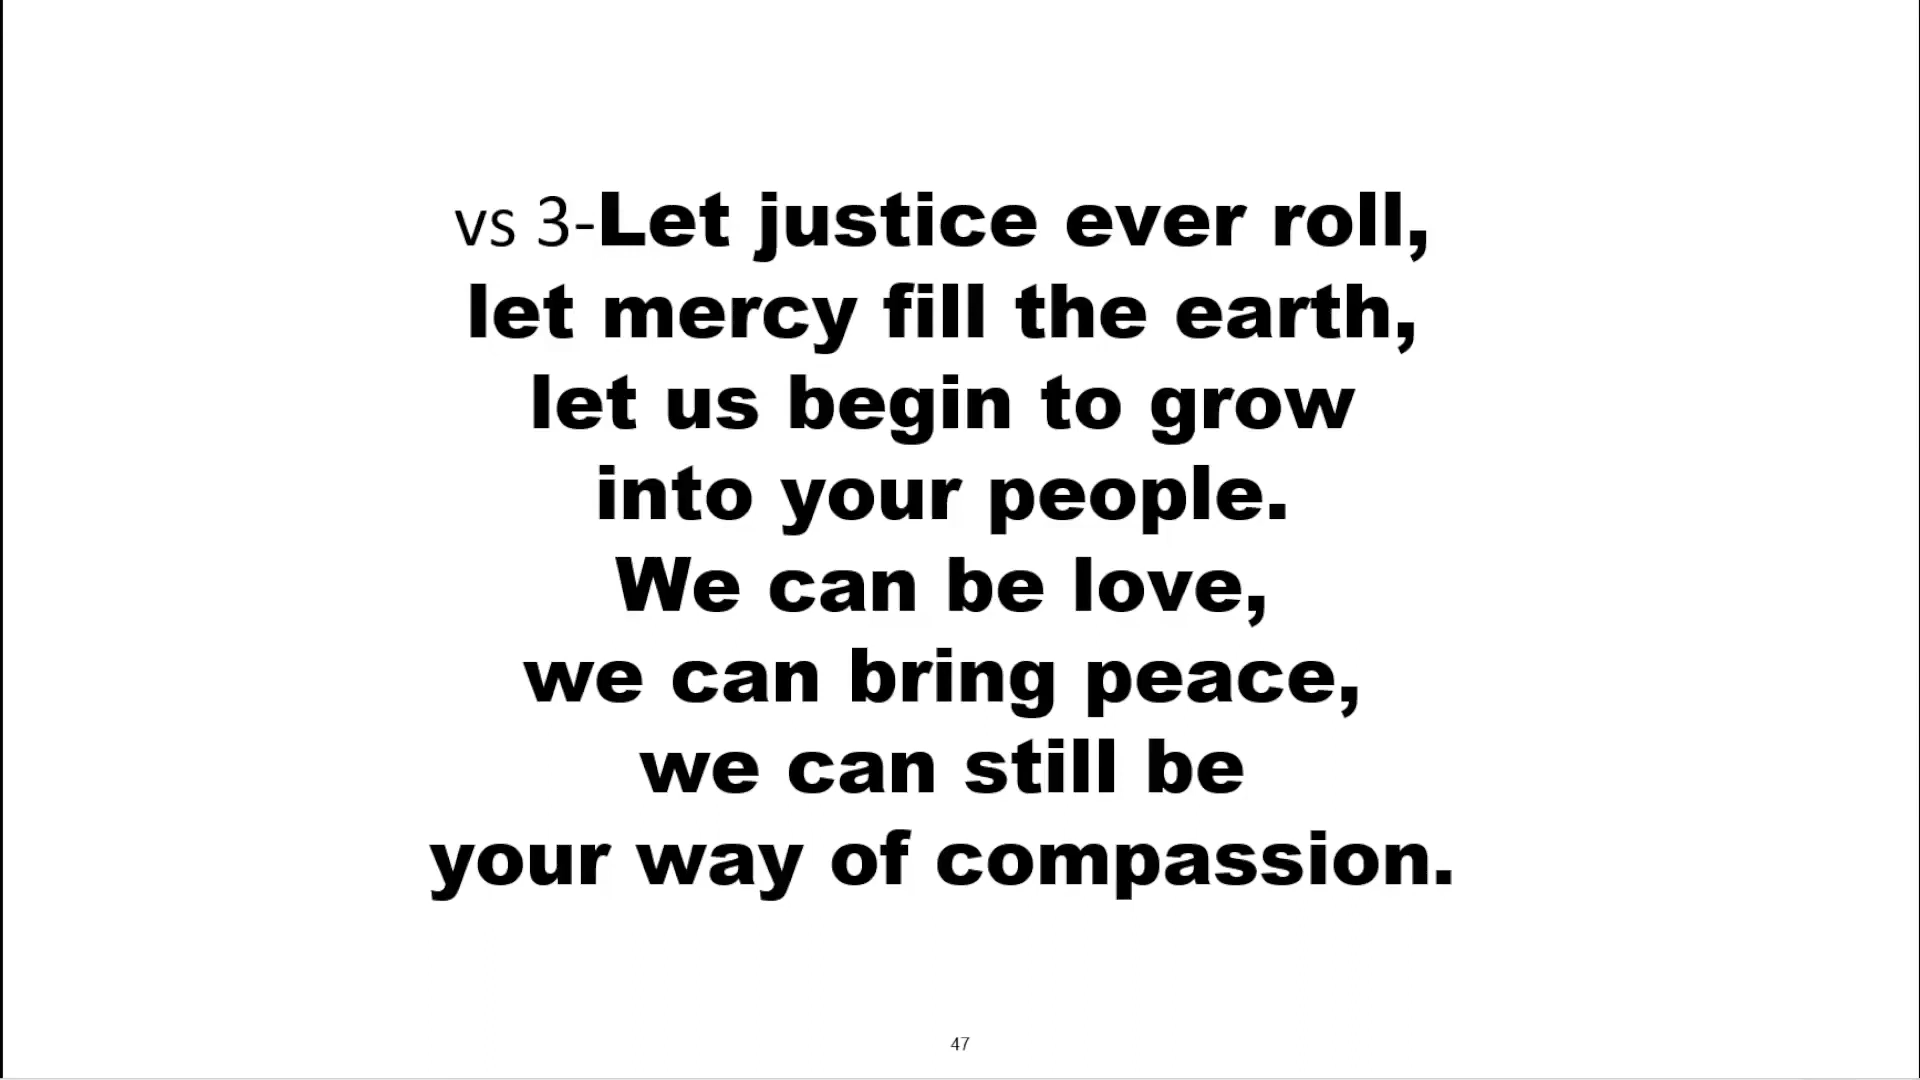 vs 3-Let justice ever roll,
let mercy fill the earth,
let us begin to grow
into your people.
We can be love,
we can bring peace,
we can still be
your way of compassion.
47